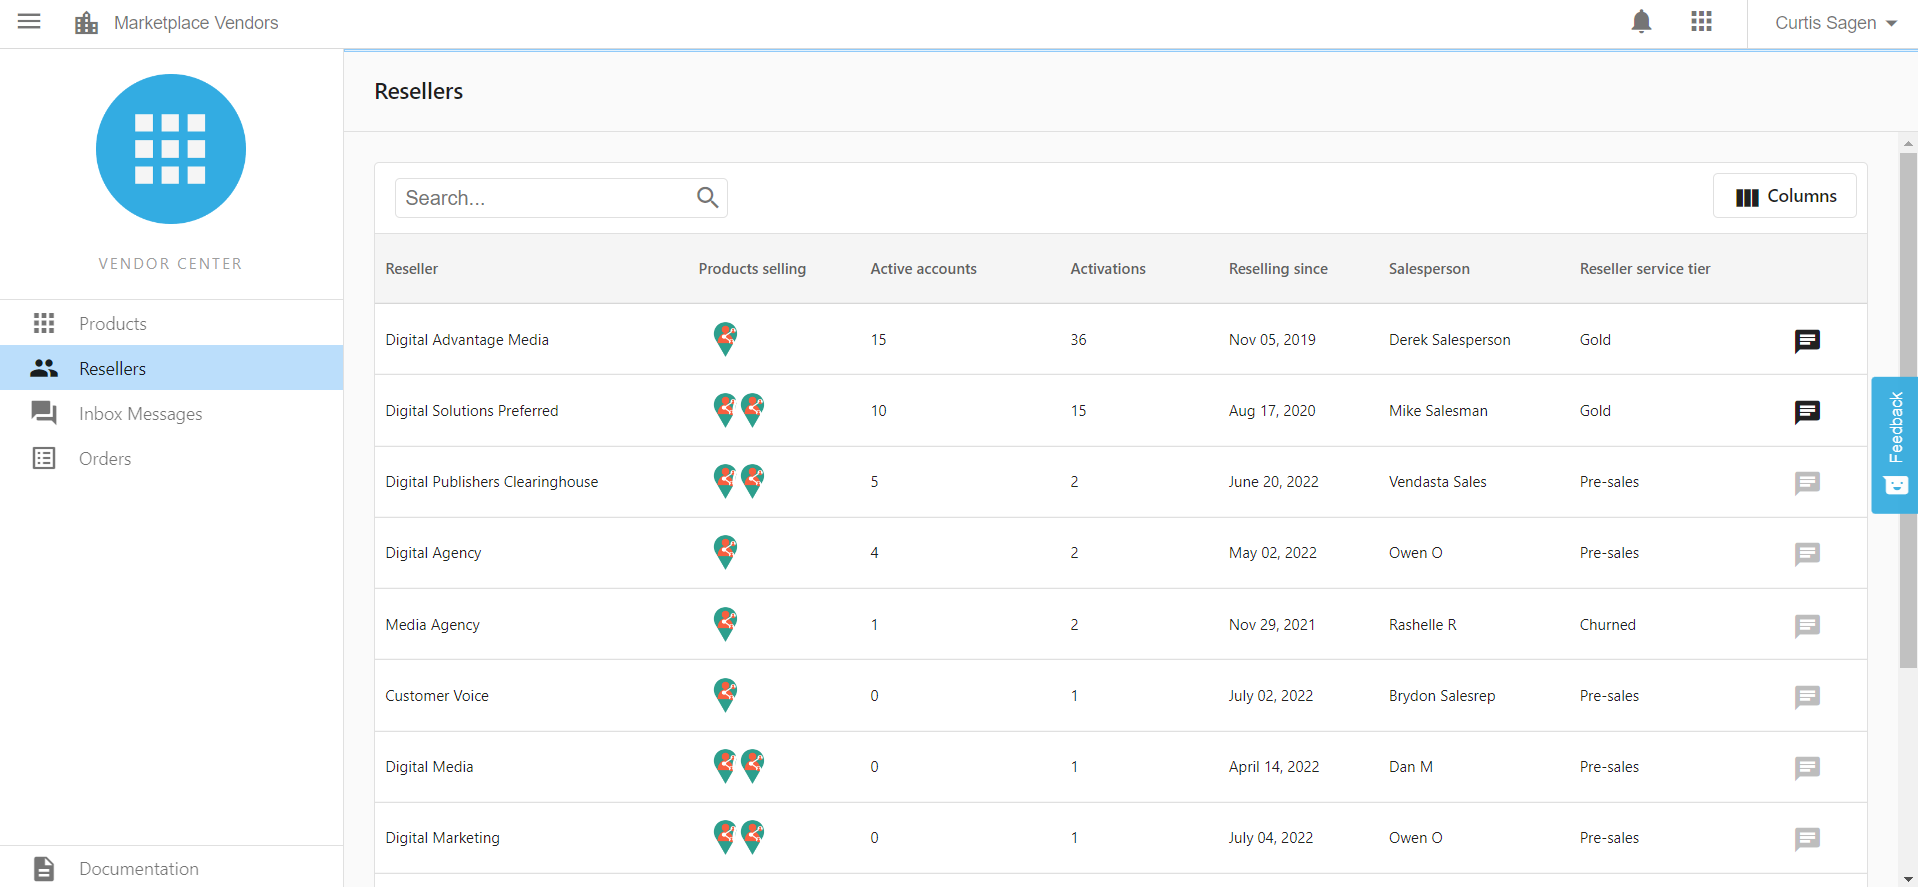 Marketplace Vendors
Curtis Sagen
VENDOR CENTER
Products
Resellers
Inbox Messages
Orders
Documentation
Resellers
Search...
Columns
Reseller Products selling Active accounts Activations Reselling since Salesperson Reseller service tier
Digital Advantage Media 15 36 Nov 05, 2019 Derek Salesperson Gold
Digital Solutions Preferred 10 15 Aug 17, 2020 Mike Salesman Gold
Digital Publishers Clearinghouse 5 2 June 20, 2022 Vendasta Sales Pre-sales
Digital Agency 4 2 May 02, 2022 Owen O Pre-sales
Media Agency 1 2 Nov 29, 2021 Rashelle R Churned
Customer Voice 0 1 July 02, 2022 Brydon Salesrep Pre-sales
Digital Media 0 1 April 14, 2022 Dan M Pre-sales
Digital Marketing 0 1 July 04, 2022 Owen O Pre-sales
Feedback